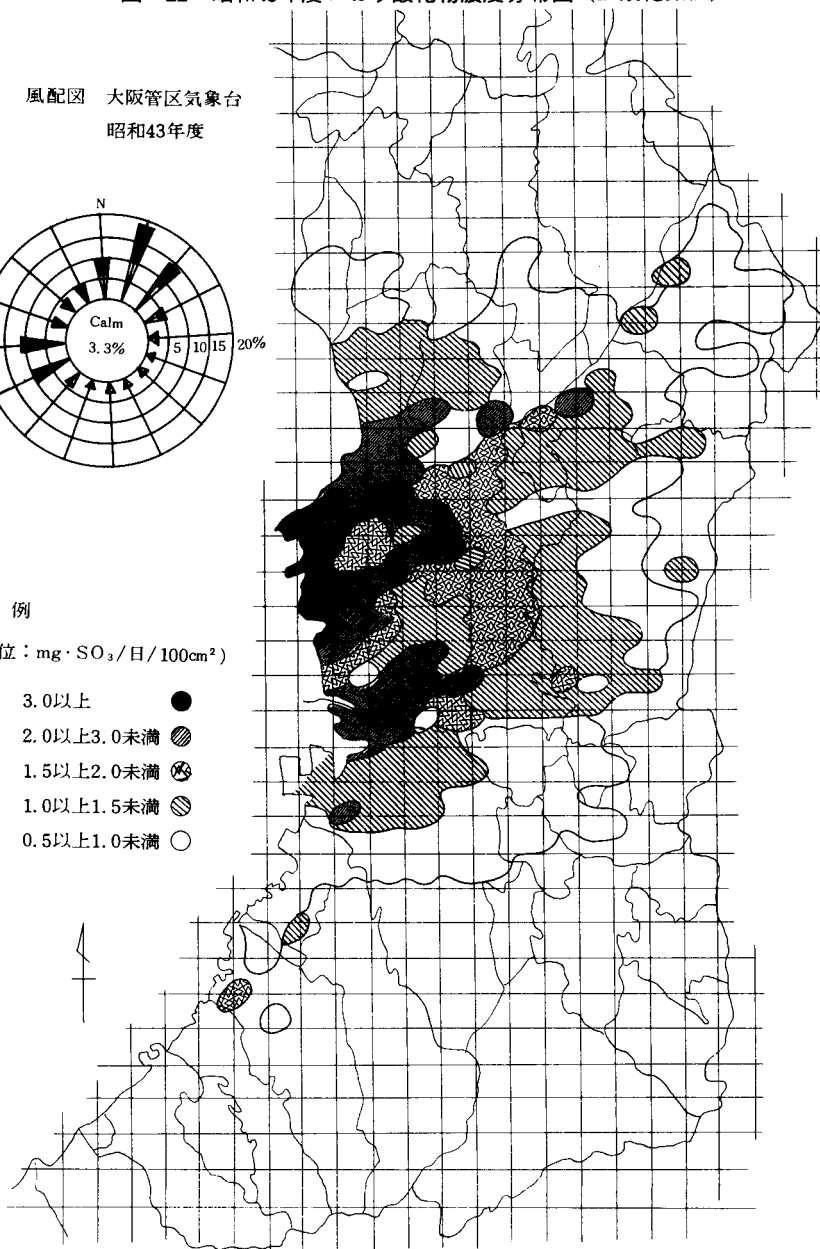 風配図 大阪管区気象台
昭和43年度
N
Calm
3.3%
5 10 15 20%
例
位:mg·SO₃/日/100cm²)
3.0以上
2.0以上3.0未満
1.5以上2.0未満
1.0以上1.5未満
0.5以上1.0未満